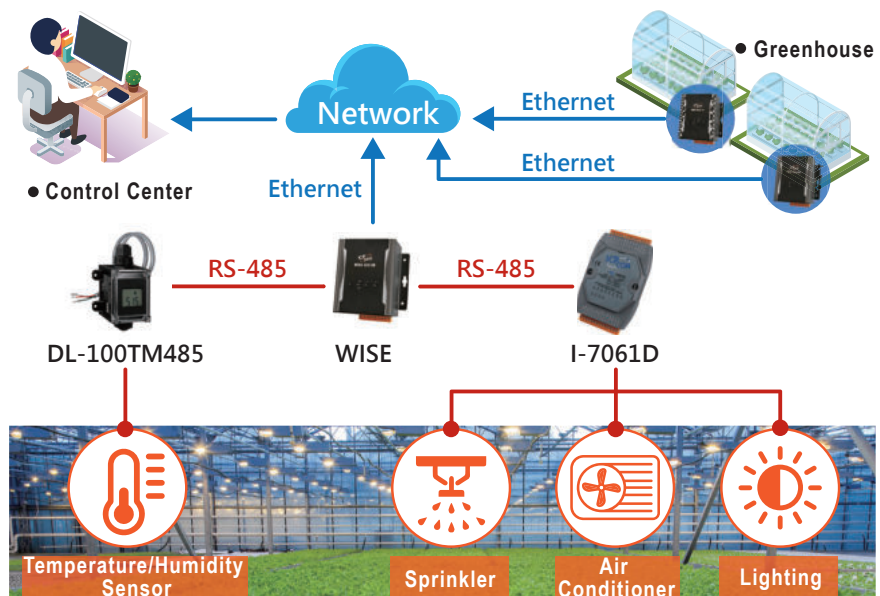 Greenhouse
Ethernet
Network
Ethernet
Control Center
Ethernet
RS-485
RS-485
DL-100TM485
WISE
I-7061D
Temperature/Humidity
Sensor
Sprinkler
Air
Conditioner
Lighting